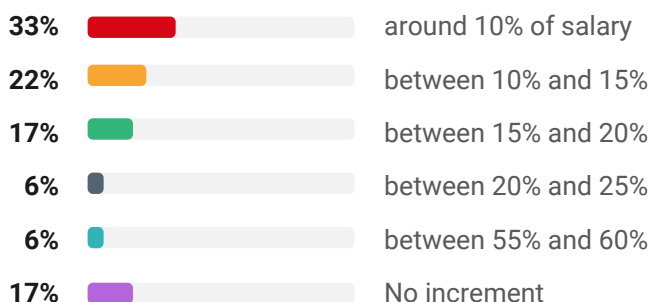 33% around 10% of salary
22% between 10% and 15%
17% between 15% and 20%
6% between 20% and 25%
6% between 55% and 60%
17% No increment